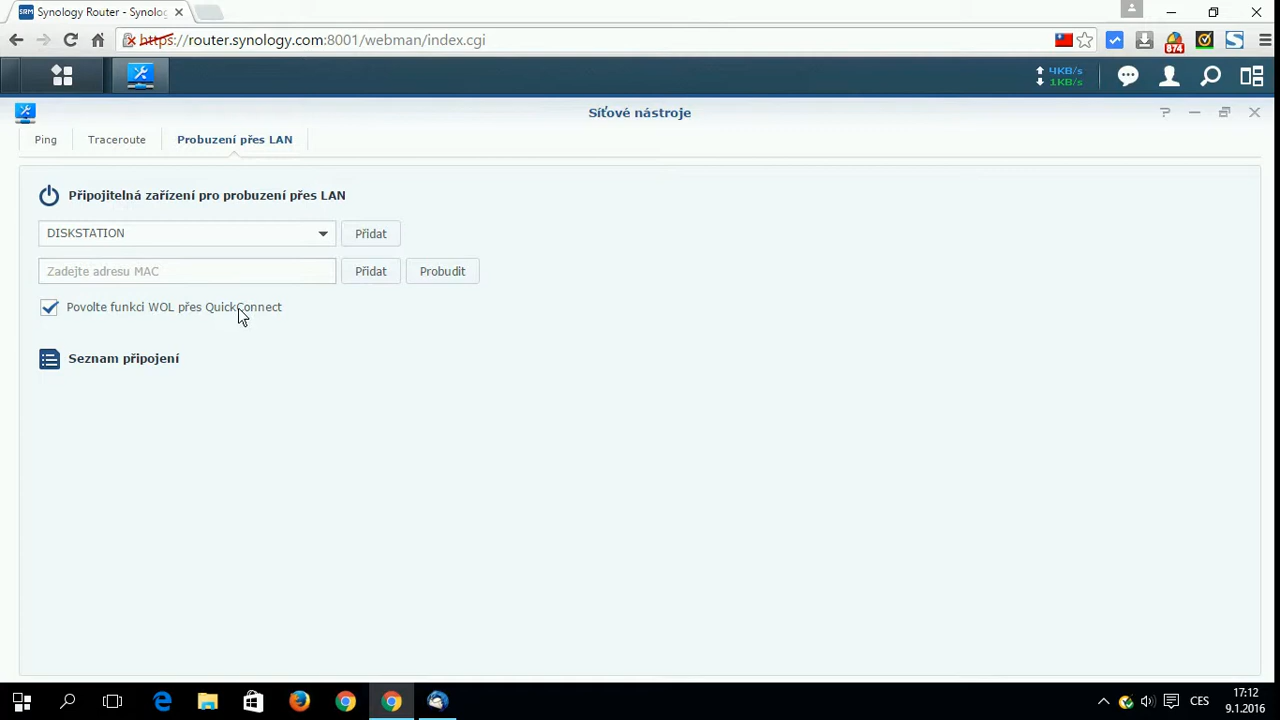 Synology Router - Synolog
https://router.synology.com:8001/webman/index.cgi
874
4KB/s
1KB/s
Síťové nástroje
Ping
Traceroute
Probuzení přes LAN
Připojitelná zařízení pro probuzení přes LAN
DISKSTATION
Přidat
Zadejte adresu MAC
Přidat
Probudit
Povolte funkci WOL přes QuickConnect
Seznam připojení
CES
17:12
9.1.2016